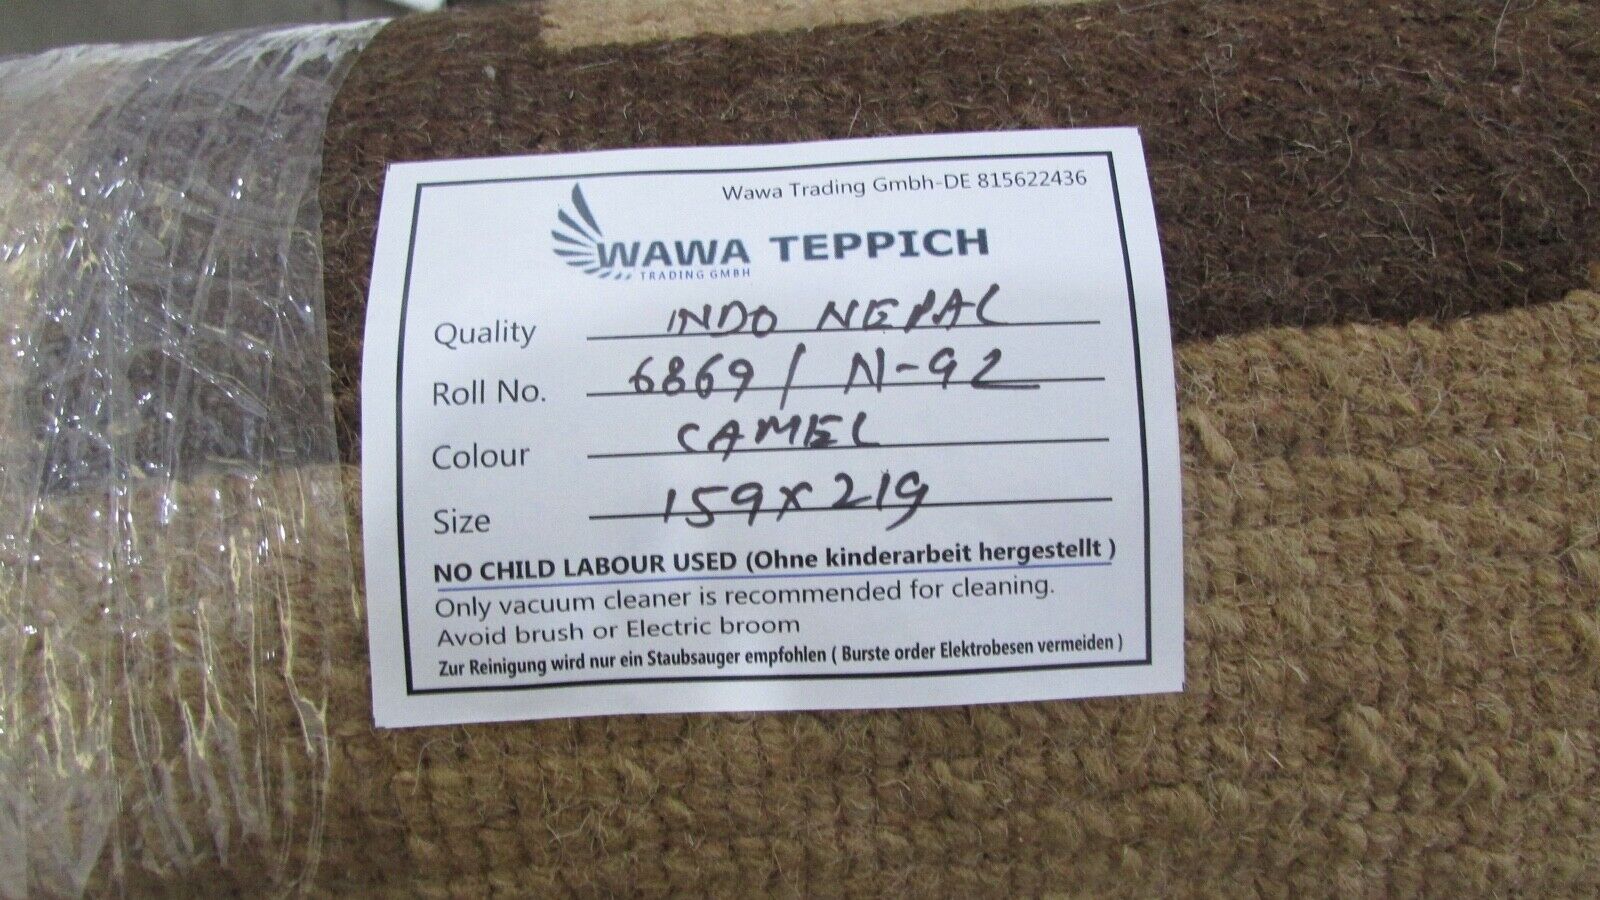 Wawa Trading Gmbh-DE 815622436
WAWA TEPPICH
TRADING GMBH
Quality INDO NEPAL
Roll No. 6869 / N-92
Colour CAMEL
Size 159x219
NO CHILD LABOUR USED (Ohne kinderarbeit hergestellt )
Only vacuum cleaner is recommended for cleaning.
Avoid brush or Electric broom
Zur Reinigung wird nur ein Staubsauger empfohlen ( Burste order Elektrobesen vermeiden )